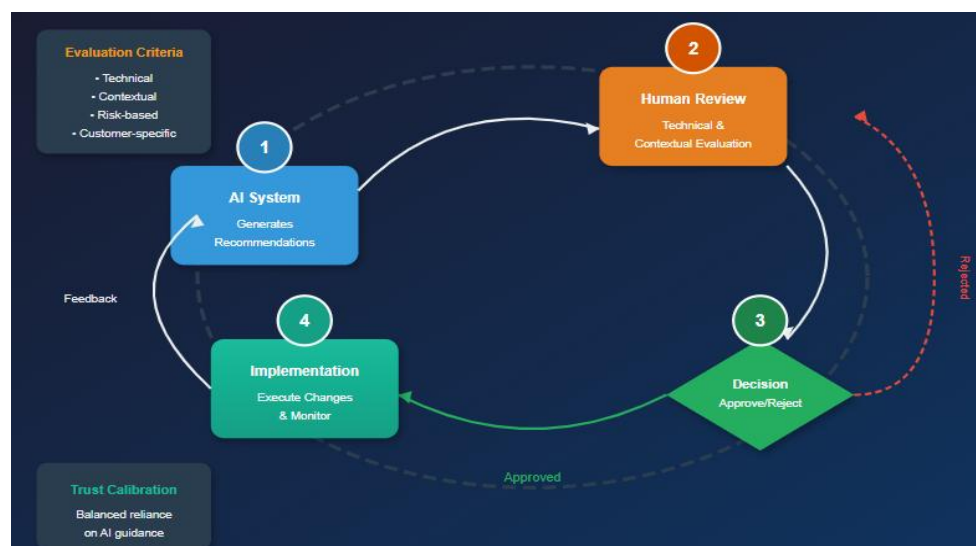 Evaluation Criteria
• Technical
• Contextual
• Risk-based
• Customer-specific
1
AI System
Generates
Recommendations
2
Human Review
Technical &
Contextual Evaluation
Rejected
Feedback
3
Decision
Approve/Reject
4
Implementation
Execute Changes
& Monitor
Approved
Trust Calibration
Balanced reliance
on AI guidance